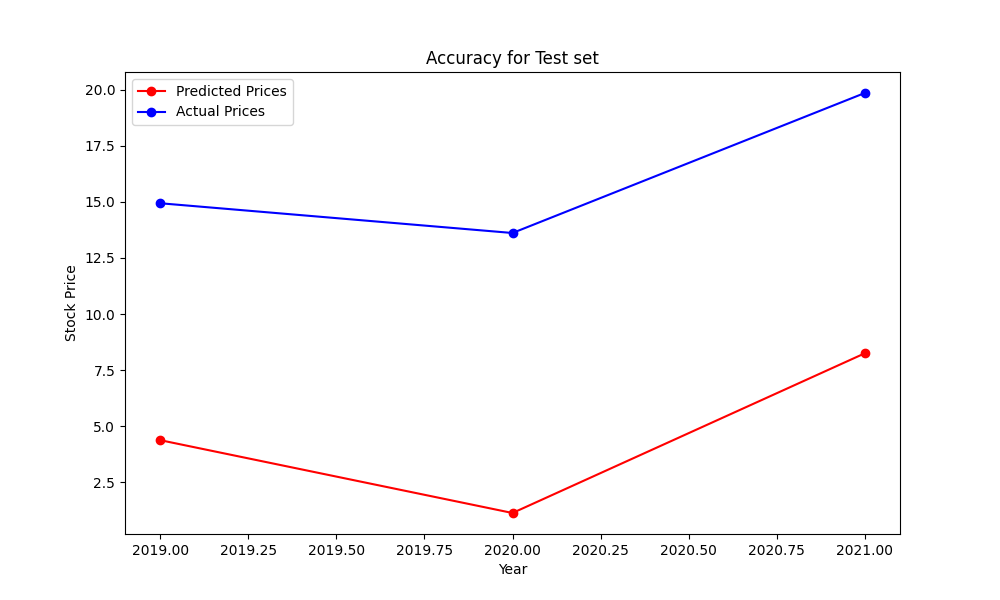 Accuracy for Test set
Predicted Prices
Actual Prices
20.0
17.5
15.0
12.5
10.0
7.5
5.0
2.5
Stock Price
2019.00 2019.25 2019.50 2019.75 2020.00 2020.25 2020.50 2020.75 2021.00
Year